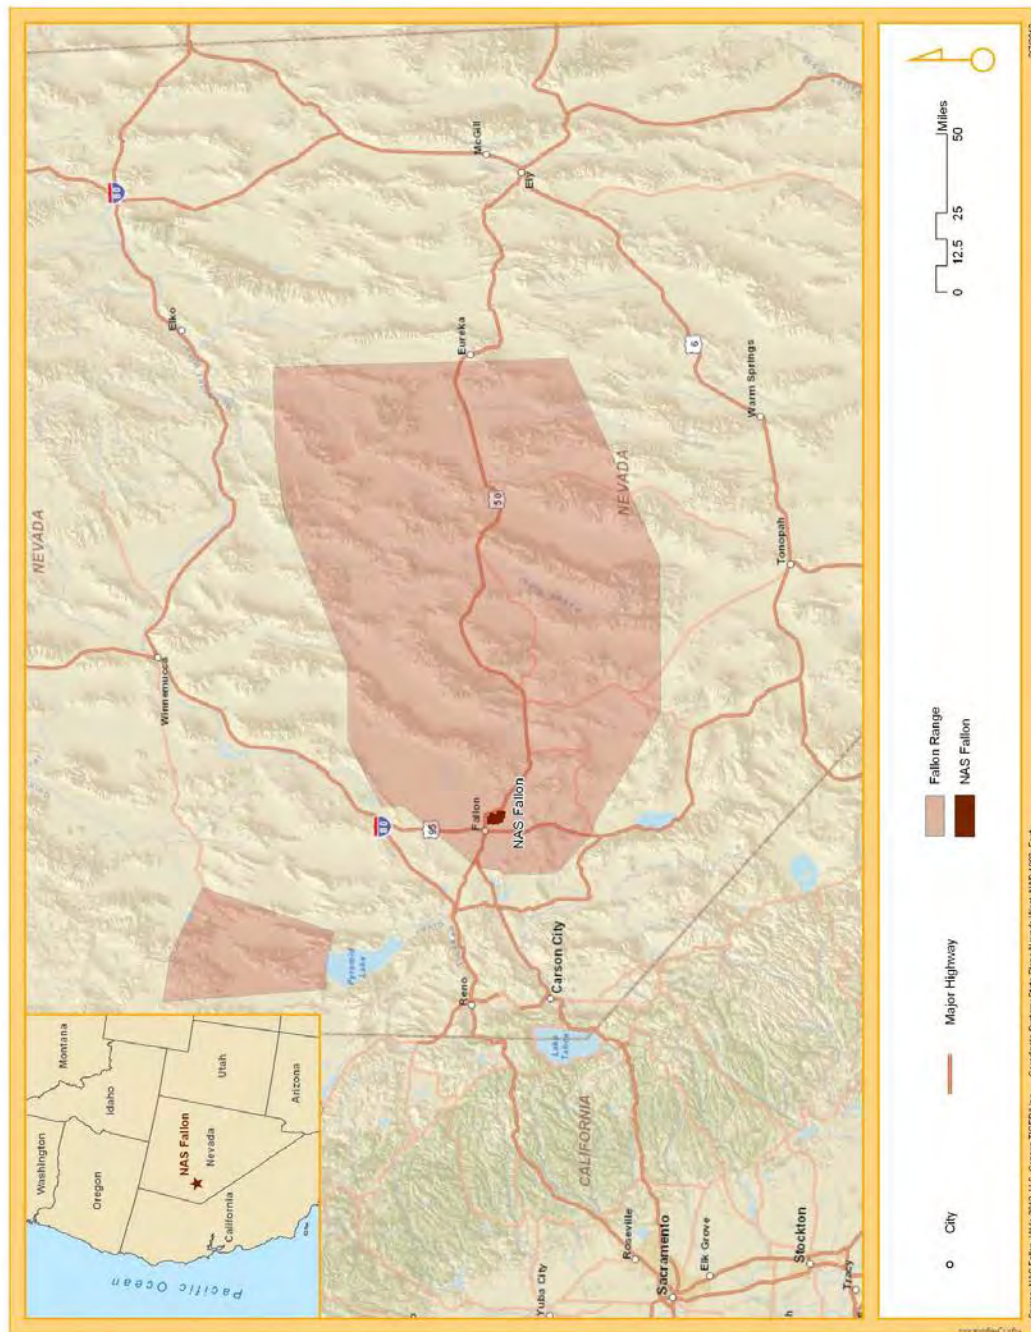 Washington
Montana
Oregon
Idaho
NAS Fallon
Nevada
Utah
California
Arizona
Pacific Ocean
NEVADA
80
Elko
Winnemucca
McGill
Ely
Eureka
50
6
NEVADA
Warm Springs
Tonopah
80
95
Fallon
NAS Fallon
Pyramid
Lake
Reno
Carson City
Lake
Tahoe
CALIFORNIA
Roseville
Yuba City
Sacramento
Elk Grove
Stockton
Tracy
City
Major Highway
Fallon Range
NAS Fallon
0 12.5 25 50
Miles